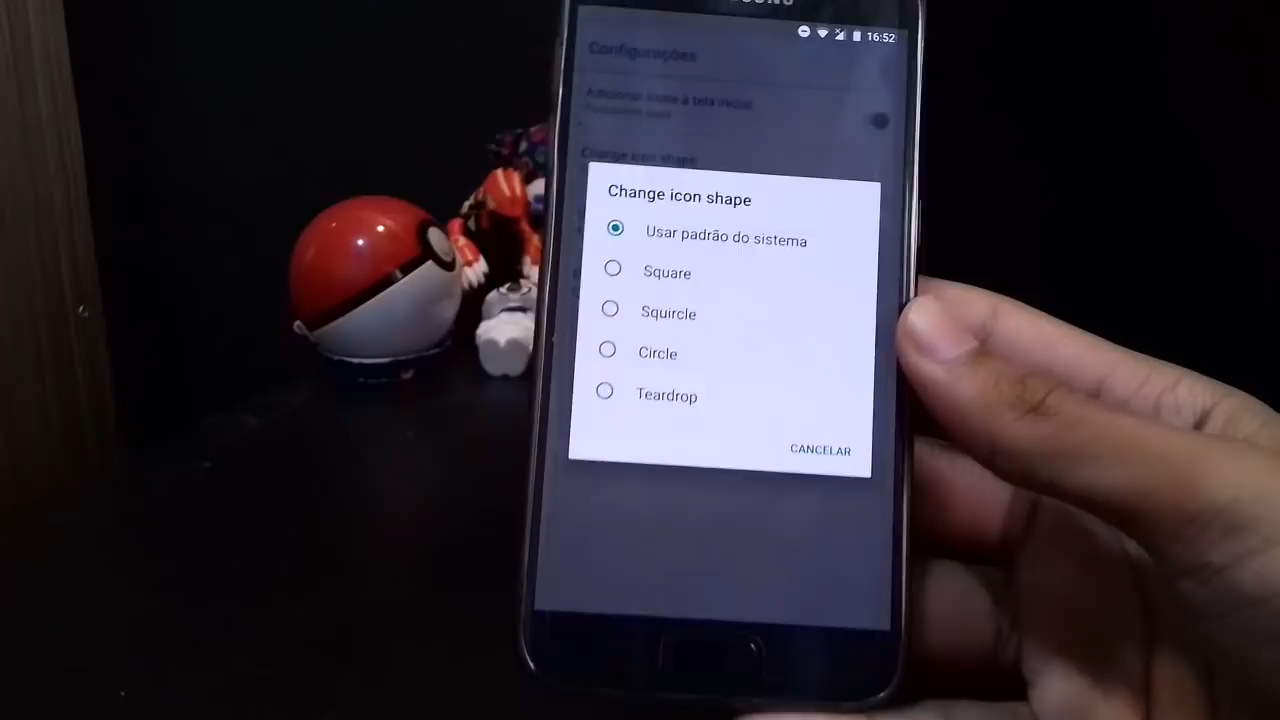 16:52
Configurações
Adicionar ícone à tela inicial
Change icon shape
Change icon shape
Usar padrão do sistema
Square
Squircle
Circle
Teardrop
CANCELAR